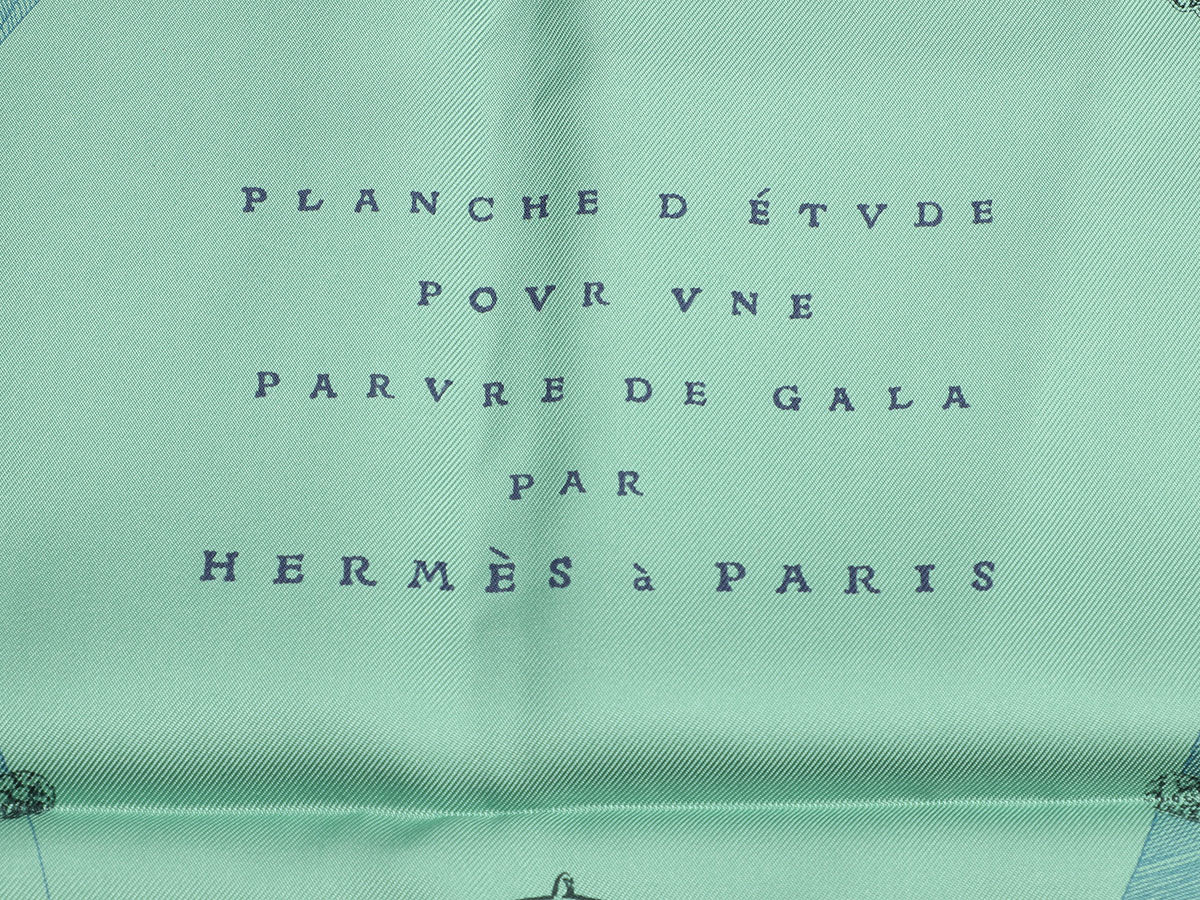 PLANCHE D ÉTVDE
POVR VNE
PARVRE DE GALA
PAR
HERMÈS à PARIS